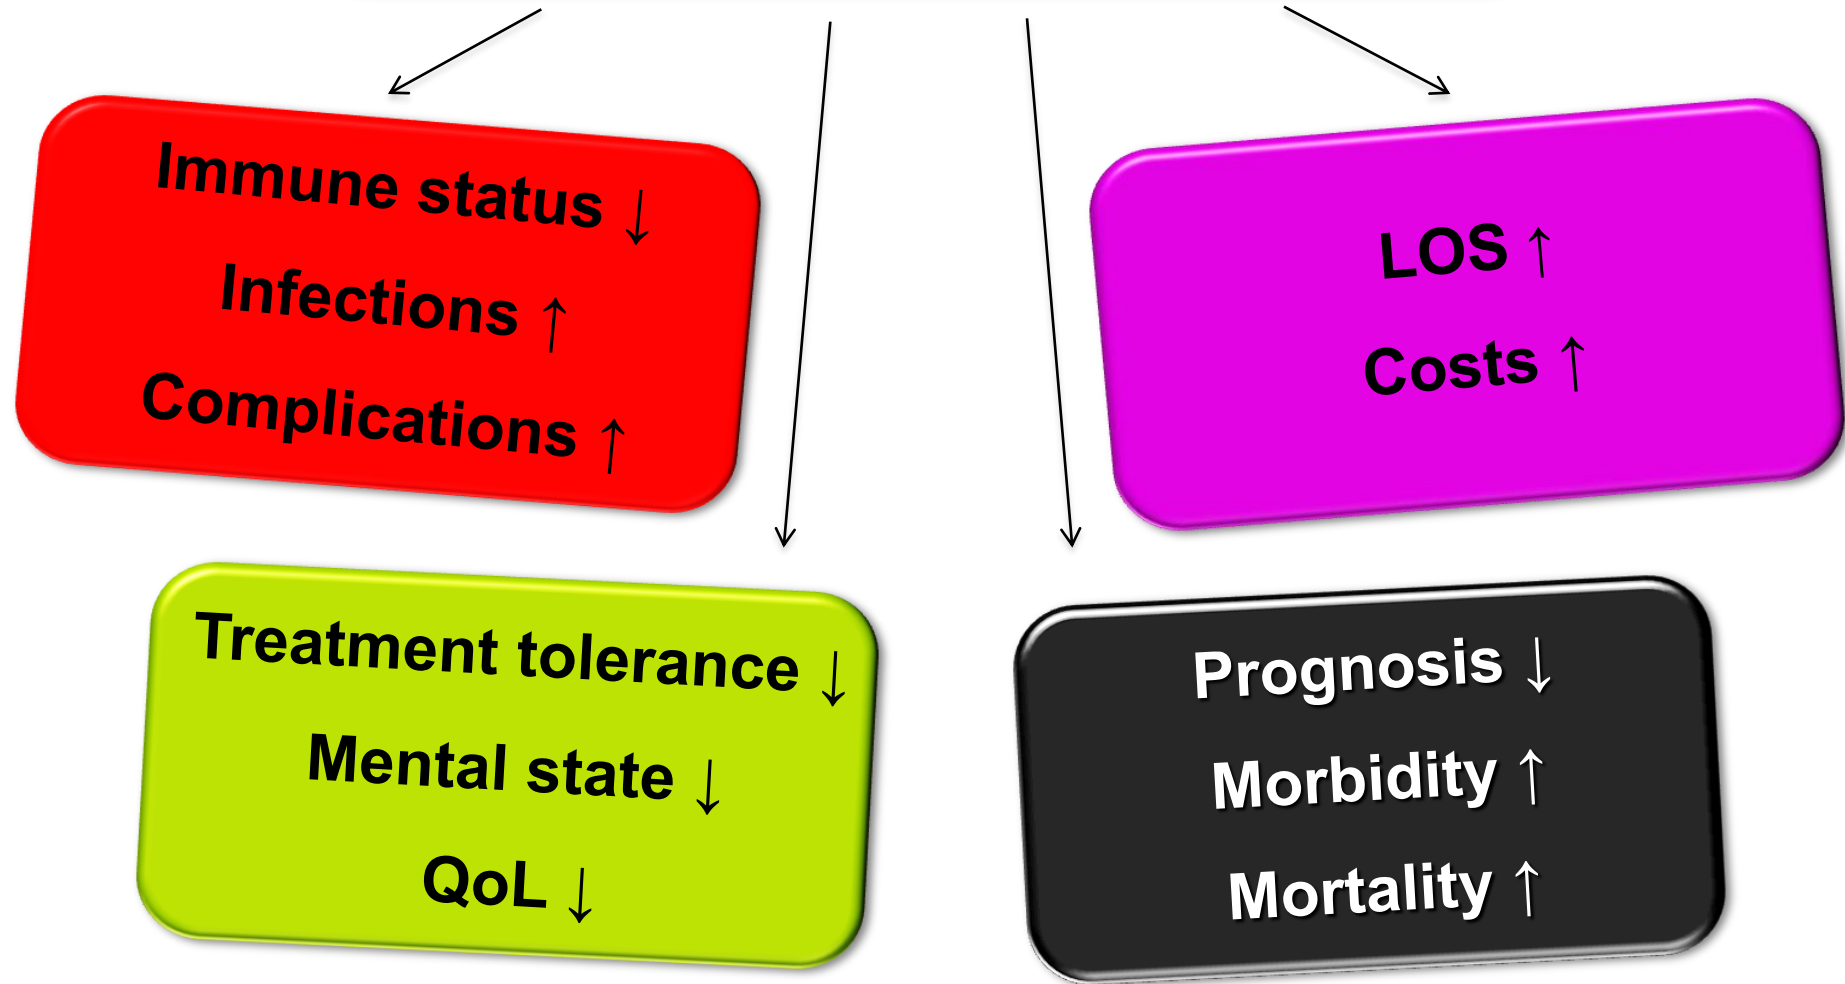 Immune status ↓
Infections ↑
Complications ↑
LOS ↑
Costs ↑
Treatment tolerance ↓
Mental state ↓
QoL ↓
Prognosis ↓
Morbidity ↑
Mortality ↑